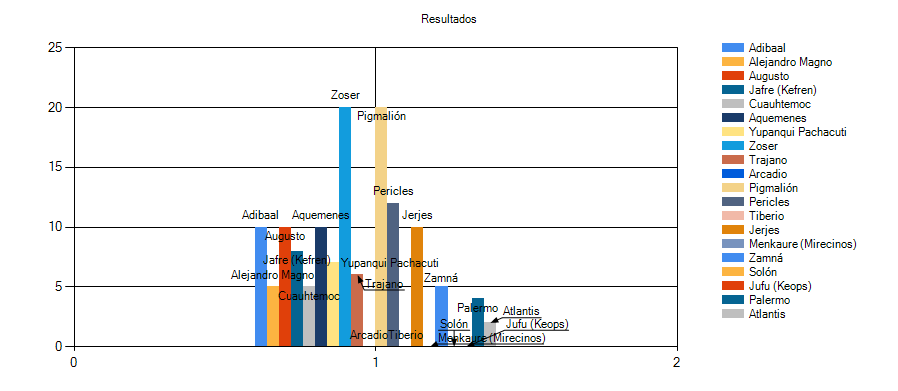 Resultados
25
20
15
10
5
0
0
1
2
Zoser
Pigmalión
Pericles
Adibaal
Aquemenes
Jerjes
Augusto
Jafre (Kefren)
Yupanqui Pachacuti
Alejandro Magno
Trajano
Zamná
Cuauhtemoc
Palermo
Atlantis
Solón
Jufu (Keops)
Arcadio
Tiberio
Menkaure (Mirecinos)
Adibaal
Alejandro Magno
Augusto
Jafre (Kefren)
Cuauhtemoc
Aquemenes
Yupanqui Pachacuti
Zoser
Trajano
Arcadio
Pigmalión
Pericles
Tiberio
Jerjes
Menkaure (Mirecinos)
Zamná
Solón
Jufu (Keops)
Palermo
Atlantis